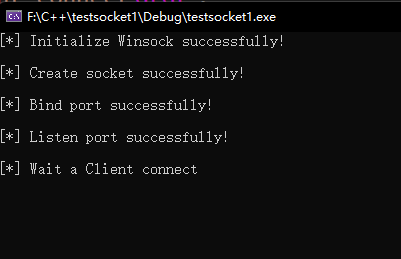 F:\C++\testsocket1\Debug\testsocket1.exe
[*] Initialize Winsock successfully!
[*] Create socket successfully!
[*] Bind port successfully!
[*] Listen port successfully!
[*] Wait a Client connect